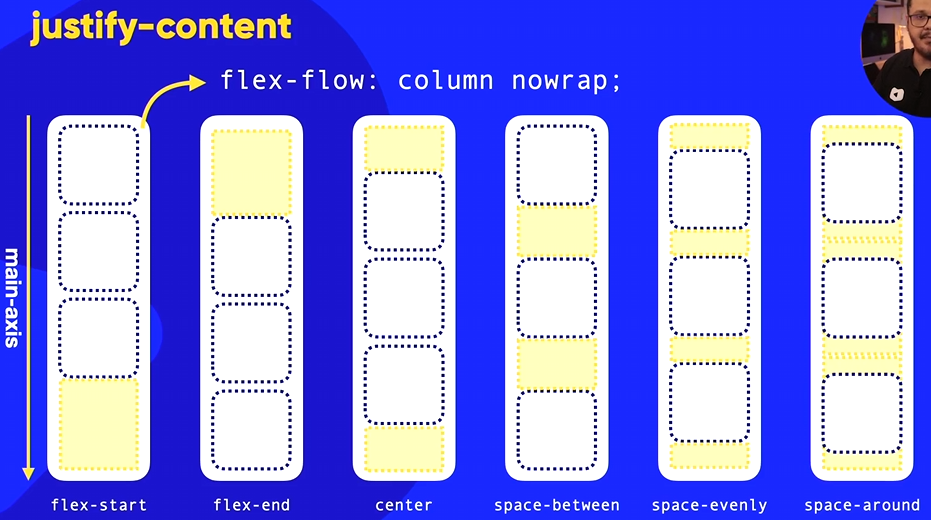 justify-content
flex-flow: column nowrap;
main-axis
flex-start
flex-end
center
space-between
space-evenly
space-around